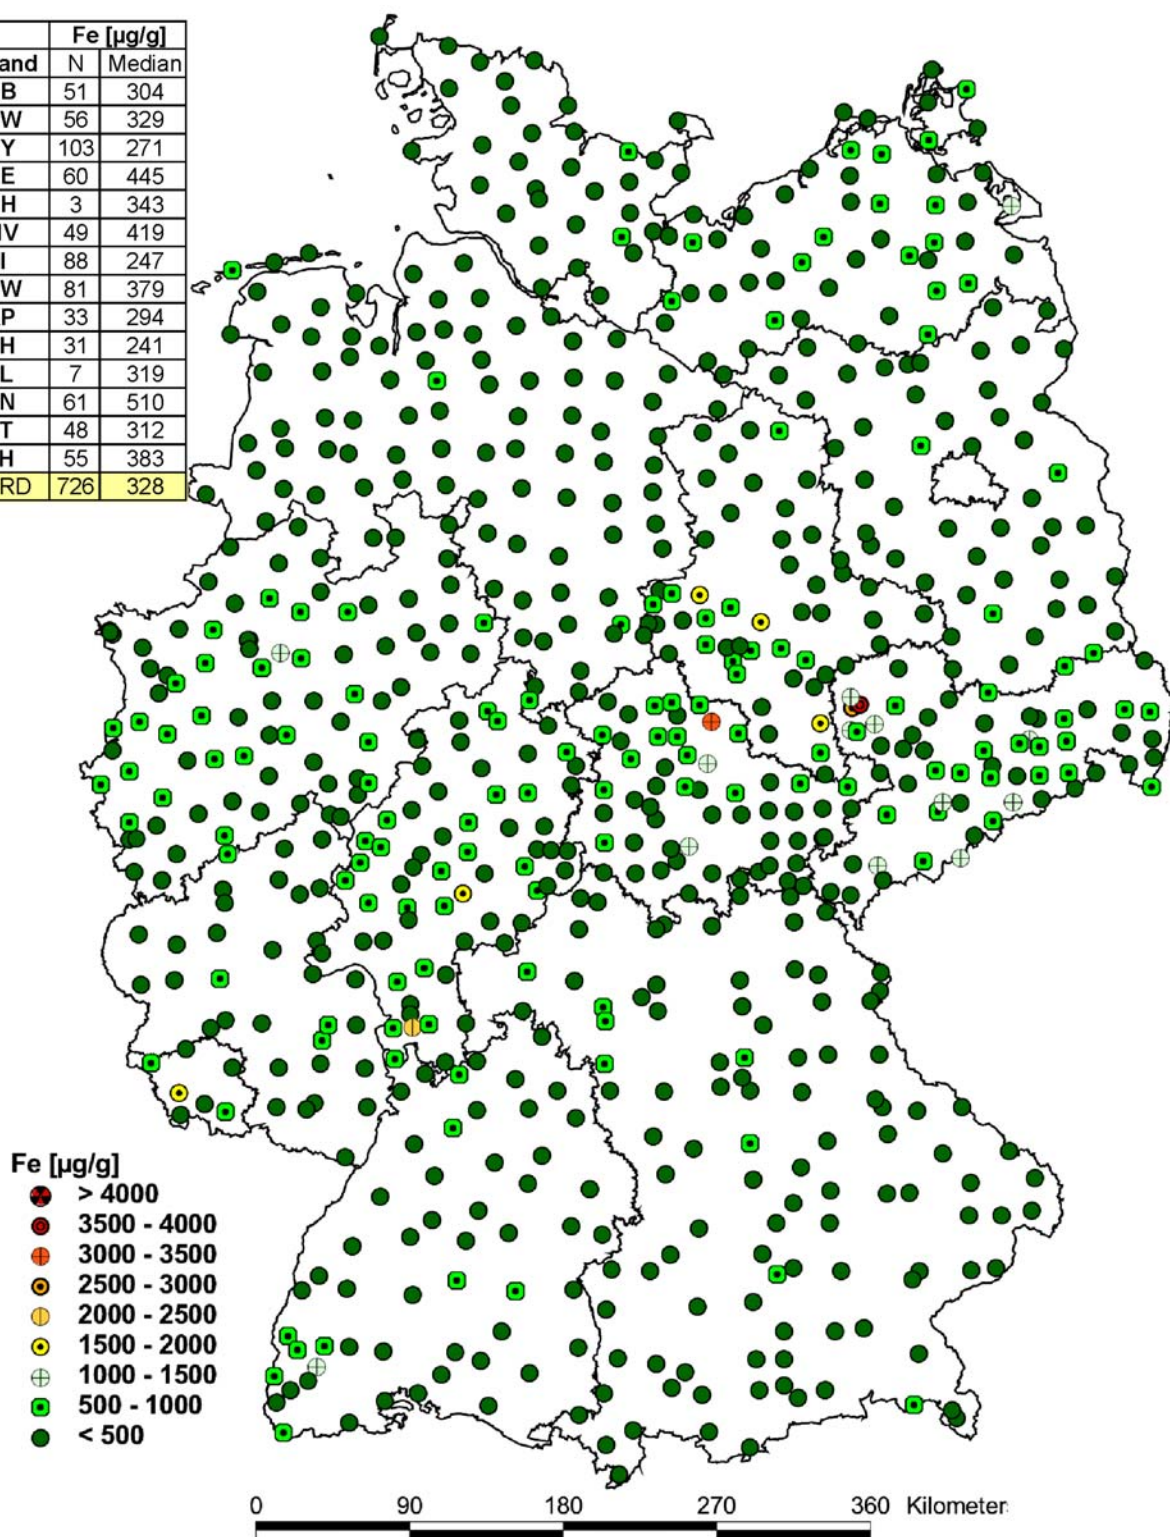 Fe [µg/g]
and N Median
B 51 304
W 56 329
Y 103 271
E 60 445
H 3 343
V 49 419
I 88 247
W 81 379
P 33 294
H 31 241
L 7 319
N 61 510
T 48 312
H 55 383
RD 726 328
Fe [µg/g]
> 4000
3500 - 4000
3000 - 3500
2500 - 3000
2000 - 2500
1500 - 2000
1000 - 1500
500 - 1000
< 500
0 90 180 270 360 Kilometer